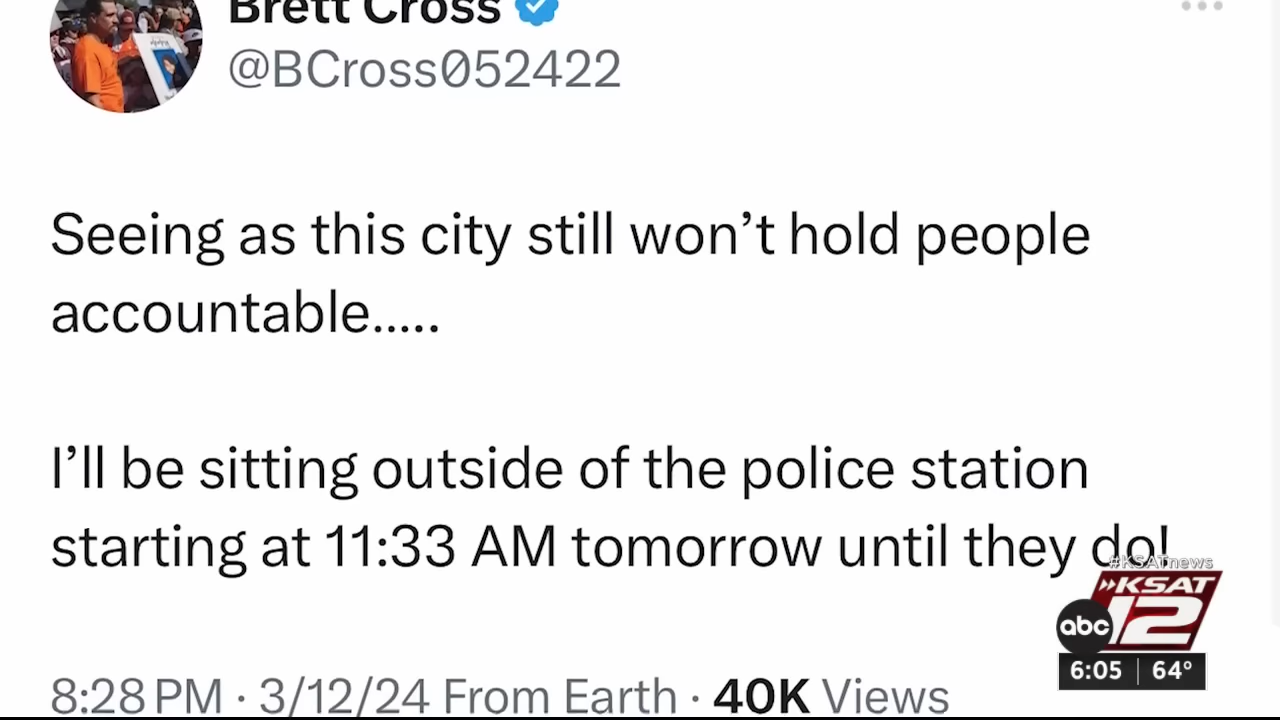 Brett Cross
@BCross052422
Seeing as this city still won’t hold people
accountable.....
I’ll be sitting outside of the police station
starting at 11:33 AM tomorrow until they do!
#KSATnews
KSAT
abc 12
6:05 64°
8:28 PM · 3/12/24 From Earth · 40K Views